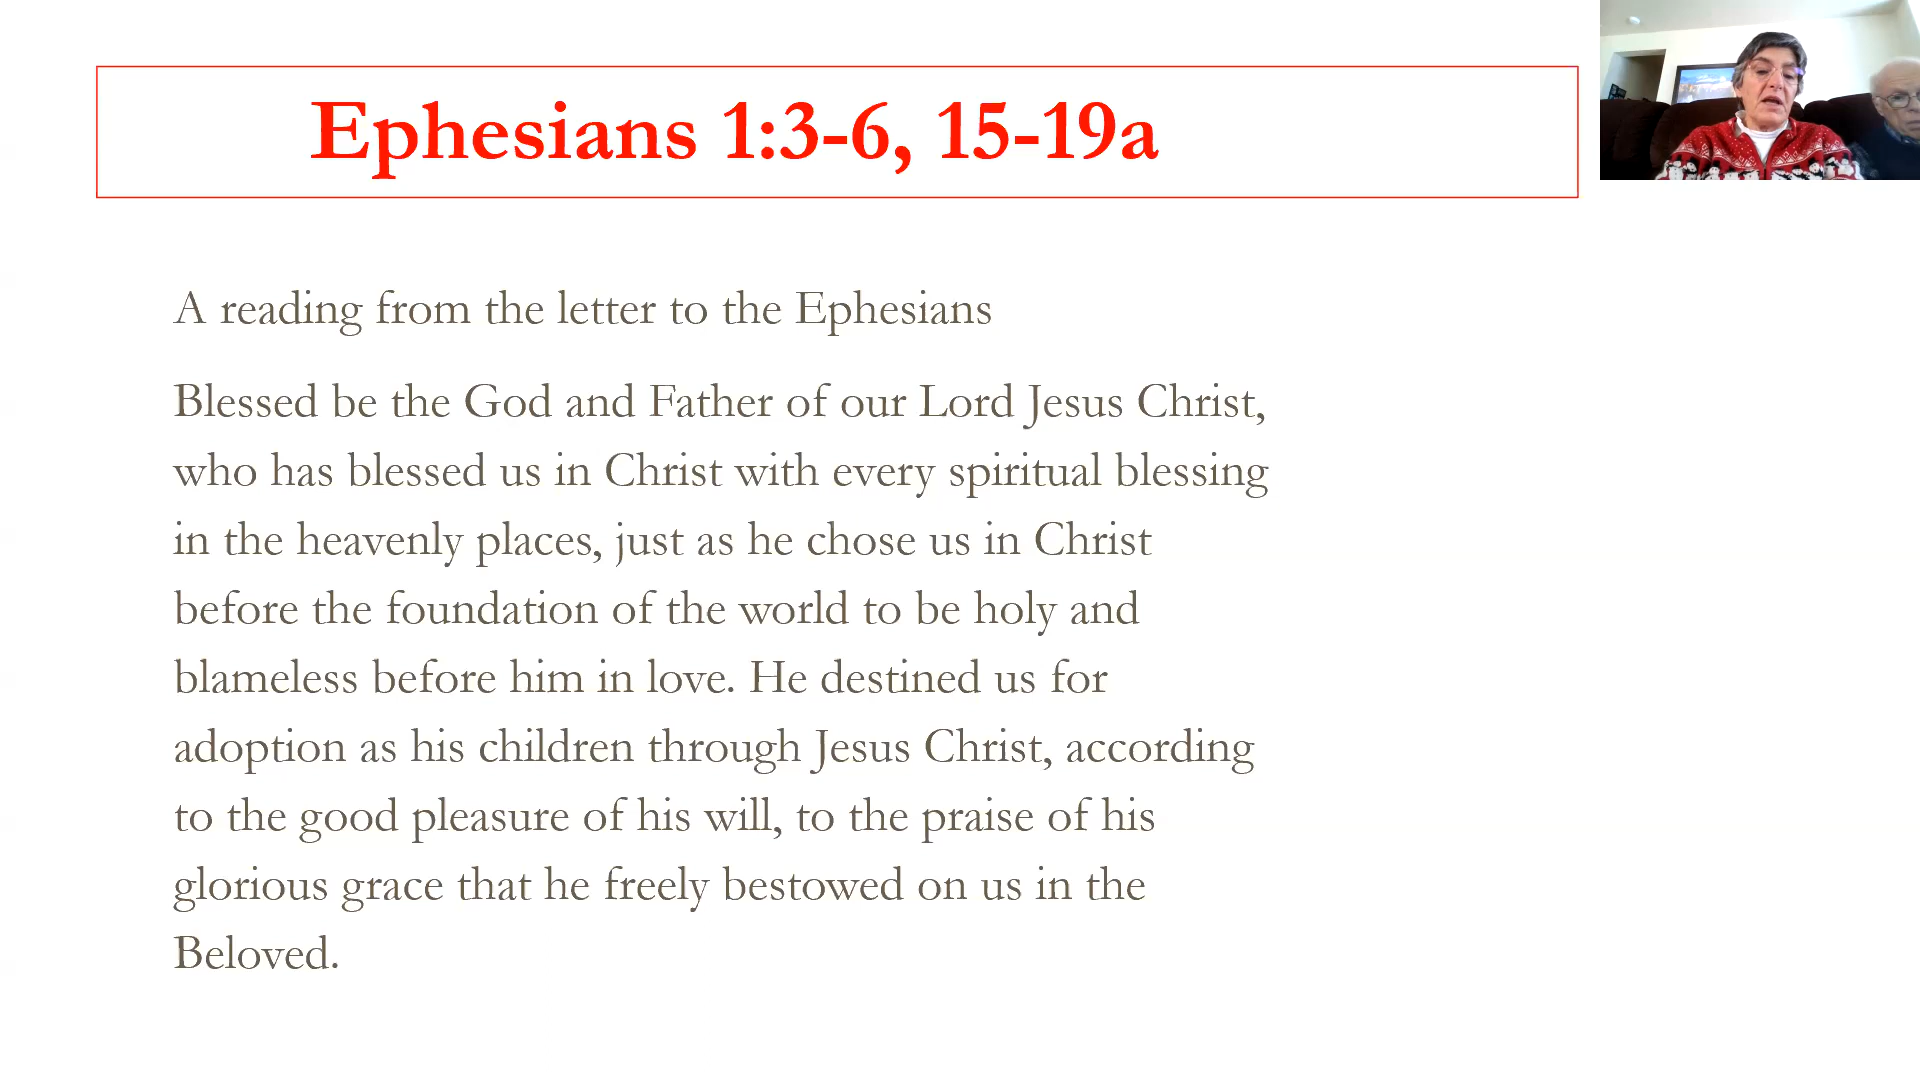 Ephesians 1:3-6, 15-19a
A reading from the letter to the Ephesians
Blessed be the God and Father of our Lord Jesus Christ,
who has blessed us in Christ with every spiritual blessing
in the heavenly places, just as he chose us in Christ
before the foundation of the world to be holy and
blameless before him in love. He destined us for
adoption as his children through Jesus Christ, according
to the good pleasure of his will, to the praise of his
glorious grace that he freely bestowed on us in the
Beloved.